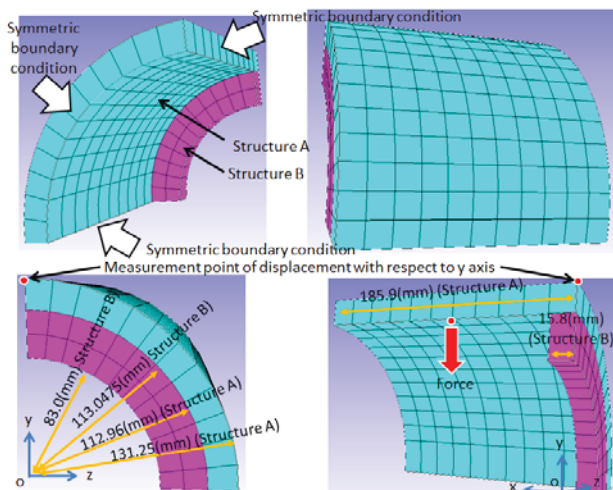 Symmetric boundary condition
Symmetric
boundary
condition
Structure A
Structure B
Symmetric boundary condition
Measurement point of displacement with respect to y axis
83.0(mm) Structure B)
113.0475(mm) Structure B)
112.96(mm) (Structure A)
131.25(mm) (Structure A)
y
o
z
185.9(mm) (Structure A)
15.8(mm)
(Structure B)
Force
y
x
o